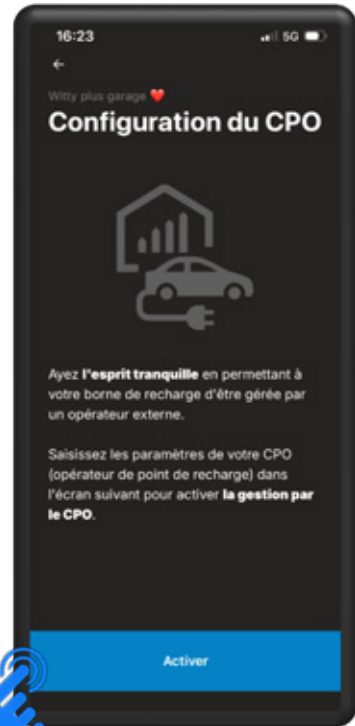 16:23
5G
Witty plus garage ❤️
Configuration du CPO
Ayez l'esprit tranquille en permettant à
votre borne de recharge d'être gérée par
un opérateur externe.
Saisissez les paramètres de votre CPO
(opérateur de point de recharge) dans
l'écran suivant pour activer la gestion par
le CPO.
Activer